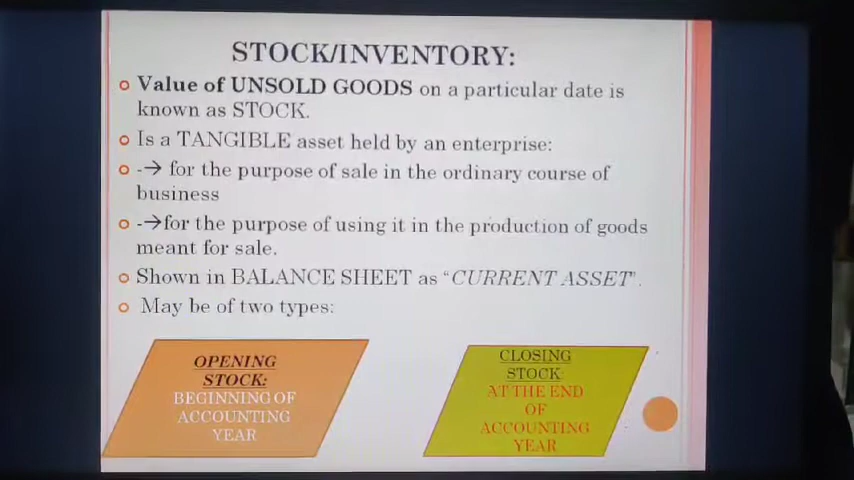 STOCK/INVENTORY:
Value of UNSOLD GOODS on a particular date is
known as STOCK.
Is a TANGIBLE asset held by an enterprise:
-→ for the purpose of sale in the ordinary course of
business
-→for the purpose of using it in the production of goods
meant for sale.
Shown in BALANCE SHEET as “CURRENT ASSET”.
May be of two types:
OPENING
STOCK:
BEGINNING OF
ACCOUNTING
YEAR
CLOSING
STOCK:
AT THE END
OF
ACCOUNTING
YEAR